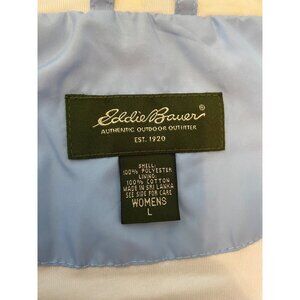 Eddie Bauer®
AUTHENTIC OUTDOOR OUTFITTER
EST. 1920
SHELL:
100% POLYESTER
LINING:
100% COTTON
MADE IN SRI LANKA
SEE SIDE FOR CARE
WOMENS
L